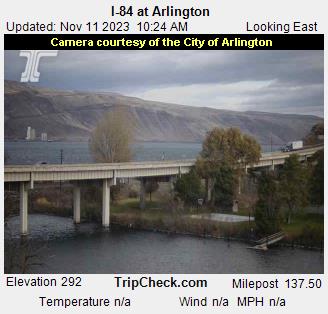 I-84 at Arlington
Updated: Nov 11 2023 10:24 AM Looking East
Camera courtesy of the City of Arlington
Elevation 292 TripCheck.com Milepost 137.50
Temperature n/a Wind n/a MPH n/a